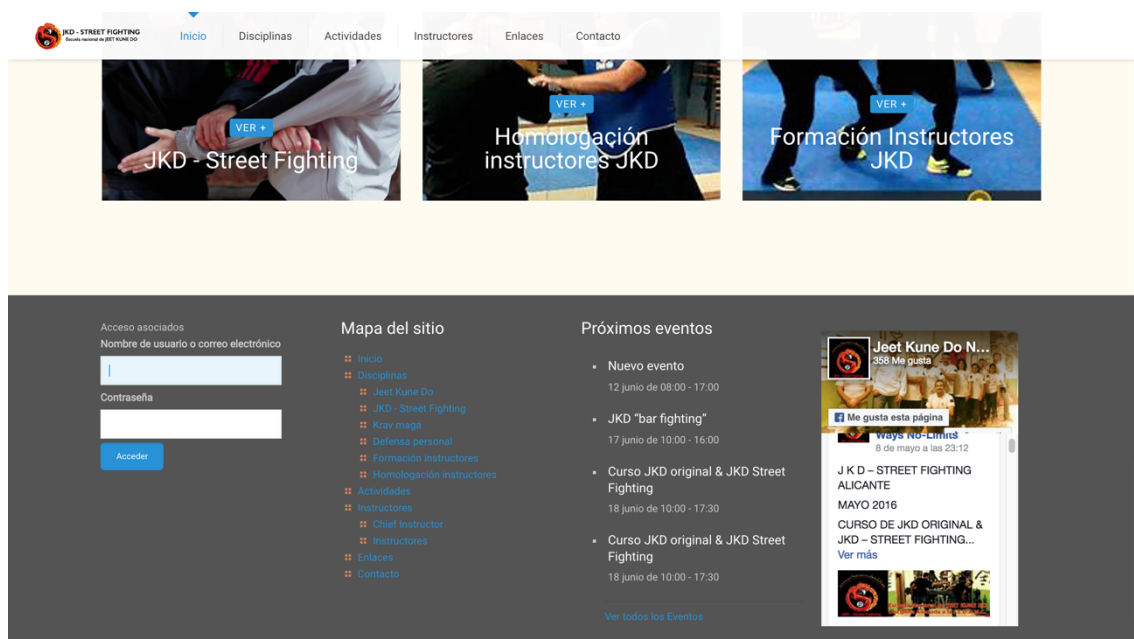 JKD - STREET FIGHTING
Escuela nacional de JEET KUNE DO
Inicio
Disciplinas
Actividades
Instructores
Enlaces
Contacto
VER +
JKD - Street Fighting
VER +
Homologación
instructores JKD
VER +
Formación Instructores
JKD
Acceso asociados
Nombre de usuario o correo electrónico
Contraseña
Acceder
Mapa del sitio
Inicio
Disciplinas
Jeet Kune Do
JKD - Street Fighting
Krav magá
Defensa personal
Formación instructores
Homologación instructores
Actividades
Instructores
Chief Instructor
Instructores
Enlaces
Contacto
Próximos eventos
Nuevo evento
12 junio de 08:00 - 17:00
JKD “bar fighting”
17 junio de 10:00 - 16:00
Curso JKD original & JKD Street
Fighting
18 junio de 10:00 - 17:30
Curso JKD original & JKD Street
Fighting
18 junio de 10:00 - 17:30
Ver todos los Eventos
Jeet Kune Do N...
358 Me gusta
Me gusta esta página
Ways No-Limits
8 de mayo a las 23:12
J K D – STREET FIGHTING
ALICANTE
MAYO 2016
CURSO DE JKD ORIGINAL &
JKD – STREET FIGHTING...
Ver más